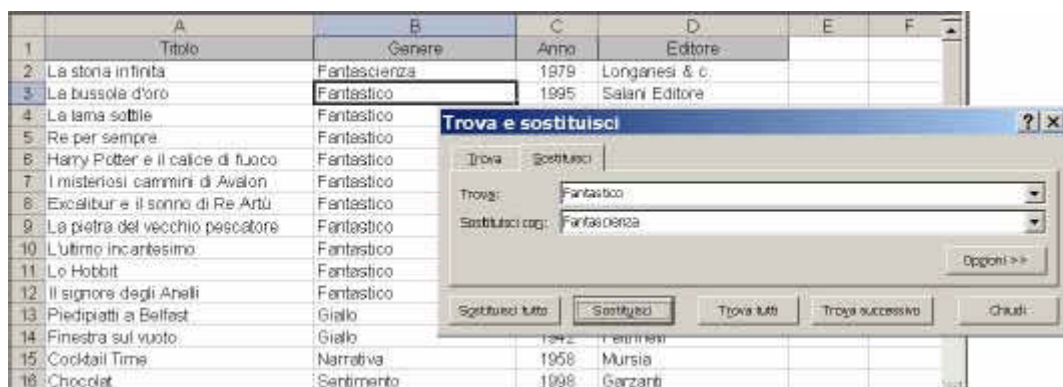 A B C D E F
1 Titolo Genere Anno Editore
2 La storia infinita Fantascienza 1979 Longanesi & c.
3 La bussola d'oro Fantastico 1995 Salani Editore
4 La lama sottile Fantastico
5 Re per sempre Fantastico
6 Harry Potter e il calice di fuoco Fantastico
7 I misteriosi cammini di Avalon Fantastico
8 Excalibur e il sonno di Re Artù Fantastico
9 La pietra del vecchio pescatore Fantastico
10 L'ultimo incantesimo Fantastico
11 Lo Hobbit Fantastico
12 Il signore degli Anelli Fantastico
13 Piedipiatti a Belfast Giallo
14 Finestra sul vuoto Giallo 1942 Feltrinelli
15 Cocktail Time Narrativa 1958 Mursia
16 Chocolat Sentimento 1998 Garzanti
Trova e sostituisci
Trova Sostituisci
Trova: Fantastico
Sostituisci con: Fantascienza
Opzioni >>
Sostituisci tutto Sostituisci Trova tutti Trova successivo Chiudi